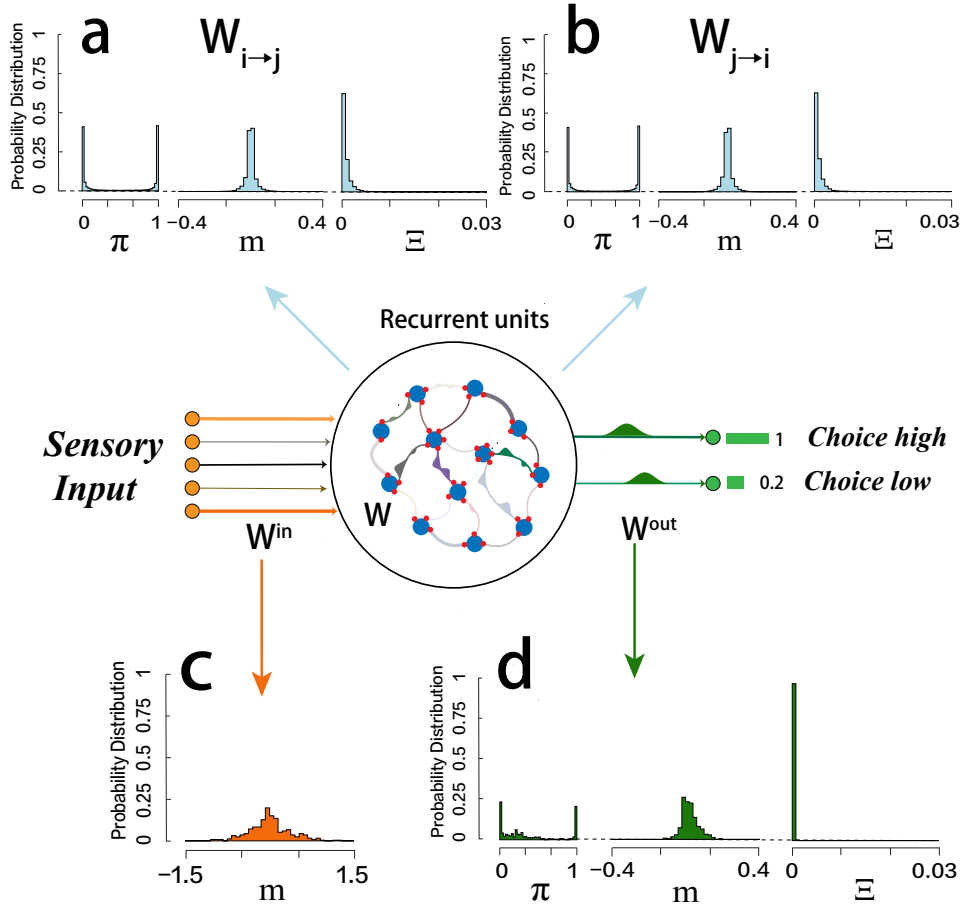 a
W i→j
Probability Distribution
0 0.25 0.5 0.75 1
0 1
π
−0.4 0.4
m
0 0.03
Ξ
b
W j→i
Probability Distribution
0 0.25 0.5 0.75 1
0 1
π
−0.4 0.4
m
0 0.03
Ξ
Recurrent units
Sensory
Input
W
W^in
W^out
1 Choice high
0.2 Choice low
c
Probability Distribution
0 0.25 0.5 0.75 1
−1.5 1.5
m
d
Probability Distribution
0 0.25 0.5 0.75 1
0 1
π
−0.4 0.4
m
0 0.03
Ξ